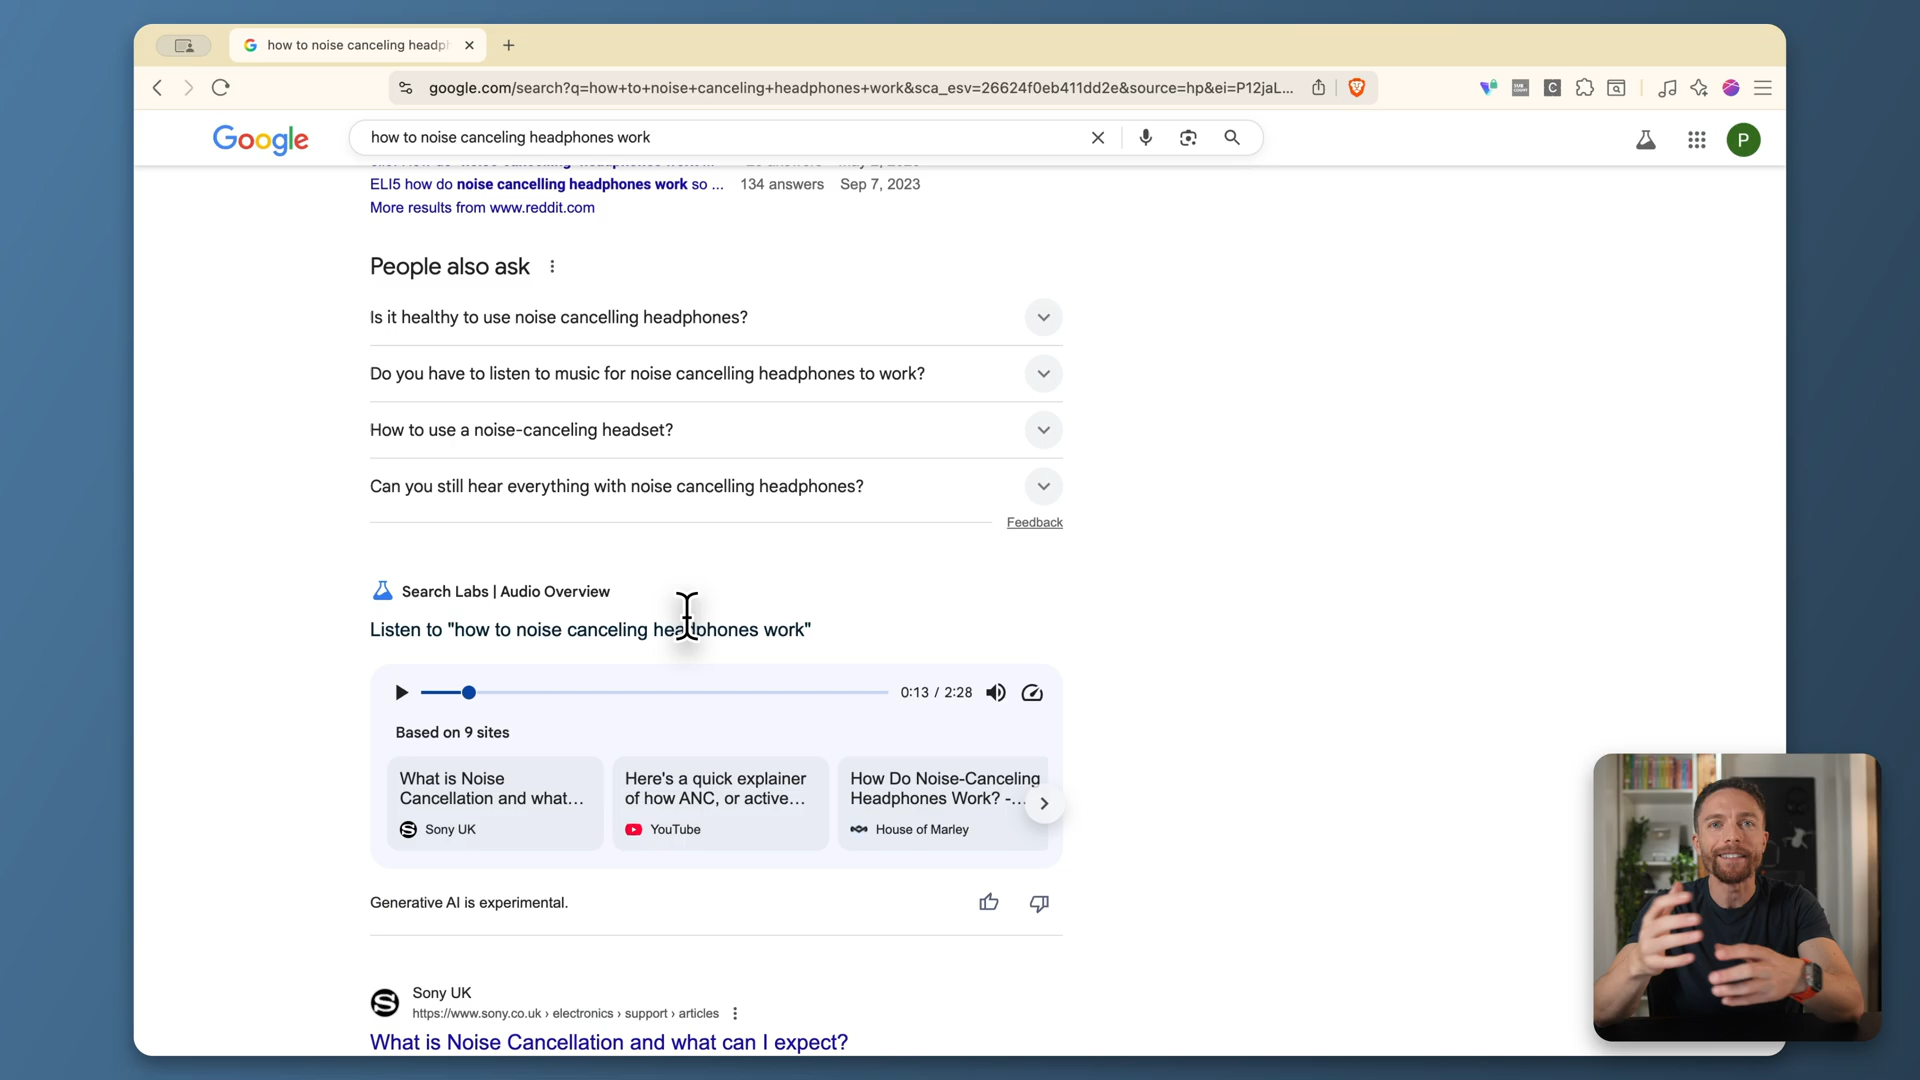 how to noise canceling headph
google.com/search?q=how+to+noise+canceling+headphones+work&sca_esv=26624f0eb411dd2e&source=hp&ei=P12jaL...
Google
how to noise canceling headphones work
P
ELI5 how do noise cancelling headphones work so ... 134 answers Sep 7, 2023
More results from www.reddit.com
People also ask
Is it healthy to use noise cancelling headphones?
Do you have to listen to music for noise cancelling headphones to work?
How to use a noise-canceling headset?
Can you still hear everything with noise cancelling headphones?
Feedback
Search Labs | Audio Overview
Listen to "how to noise canceling headphones work"
0:13 / 2:28
Based on 9 sites
What is Noise
Cancellation and what...
Sony UK
Here's a quick explainer
of how ANC, or active...
YouTube
How Do Noise-Canceling
Headphones Work? -...
House of Marley
Generative AI is experimental.
Sony UK
https://www.sony.co.uk › electronics › support › articles
What is Noise Cancellation and what can I expect?